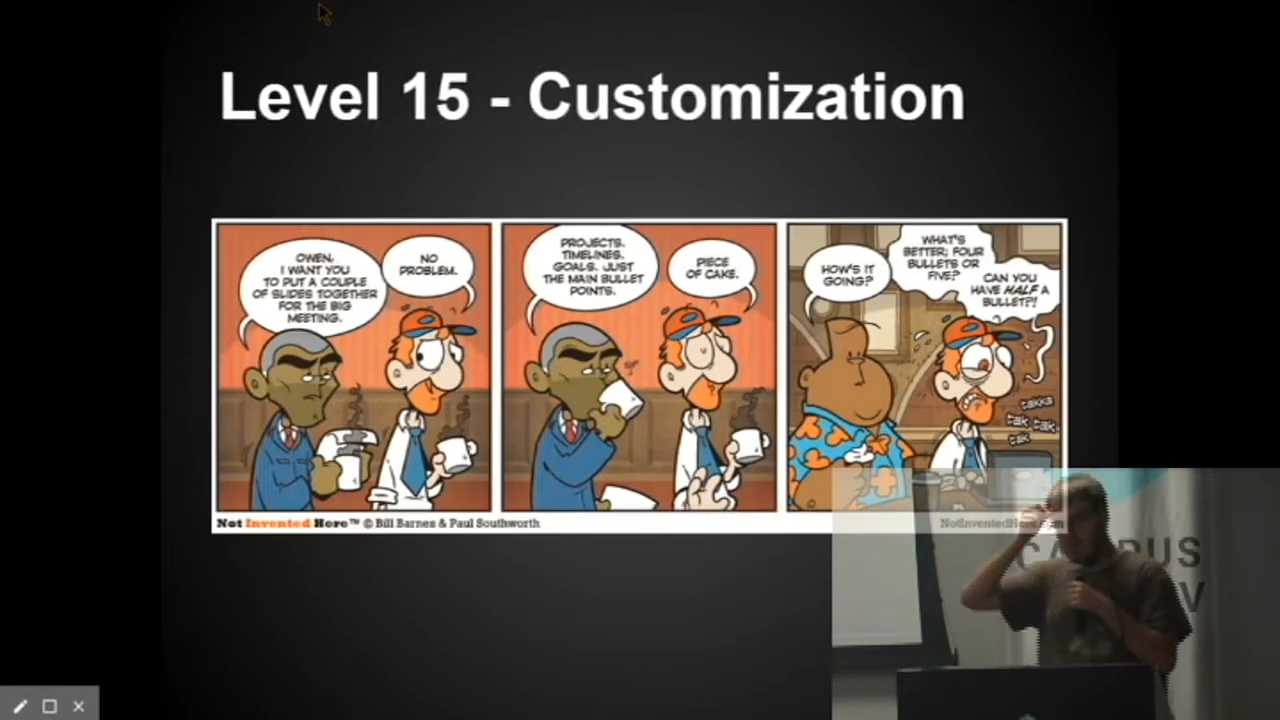 Level 15 - Customization
OWEN,
I WANT YOU
TO PUT A COUPLE
OF SLIDES TOGETHER
FOR THE BIG
MEETING.
NO
PROBLEM.
PROJECTS.
TIMELINES.
GOALS. JUST
THE MAIN BULLET
POINTS.
PIECE
OF CAKE.
HOW'S IT
GOING?
WHAT'S
BETTER; FOUR
BULLETS OR
FIVE?
CAN YOU
HAVE HALF A
BULLET?!
takka
tak tak
tak
Not Invented Here™ © Bill Barnes & Paul Southworth